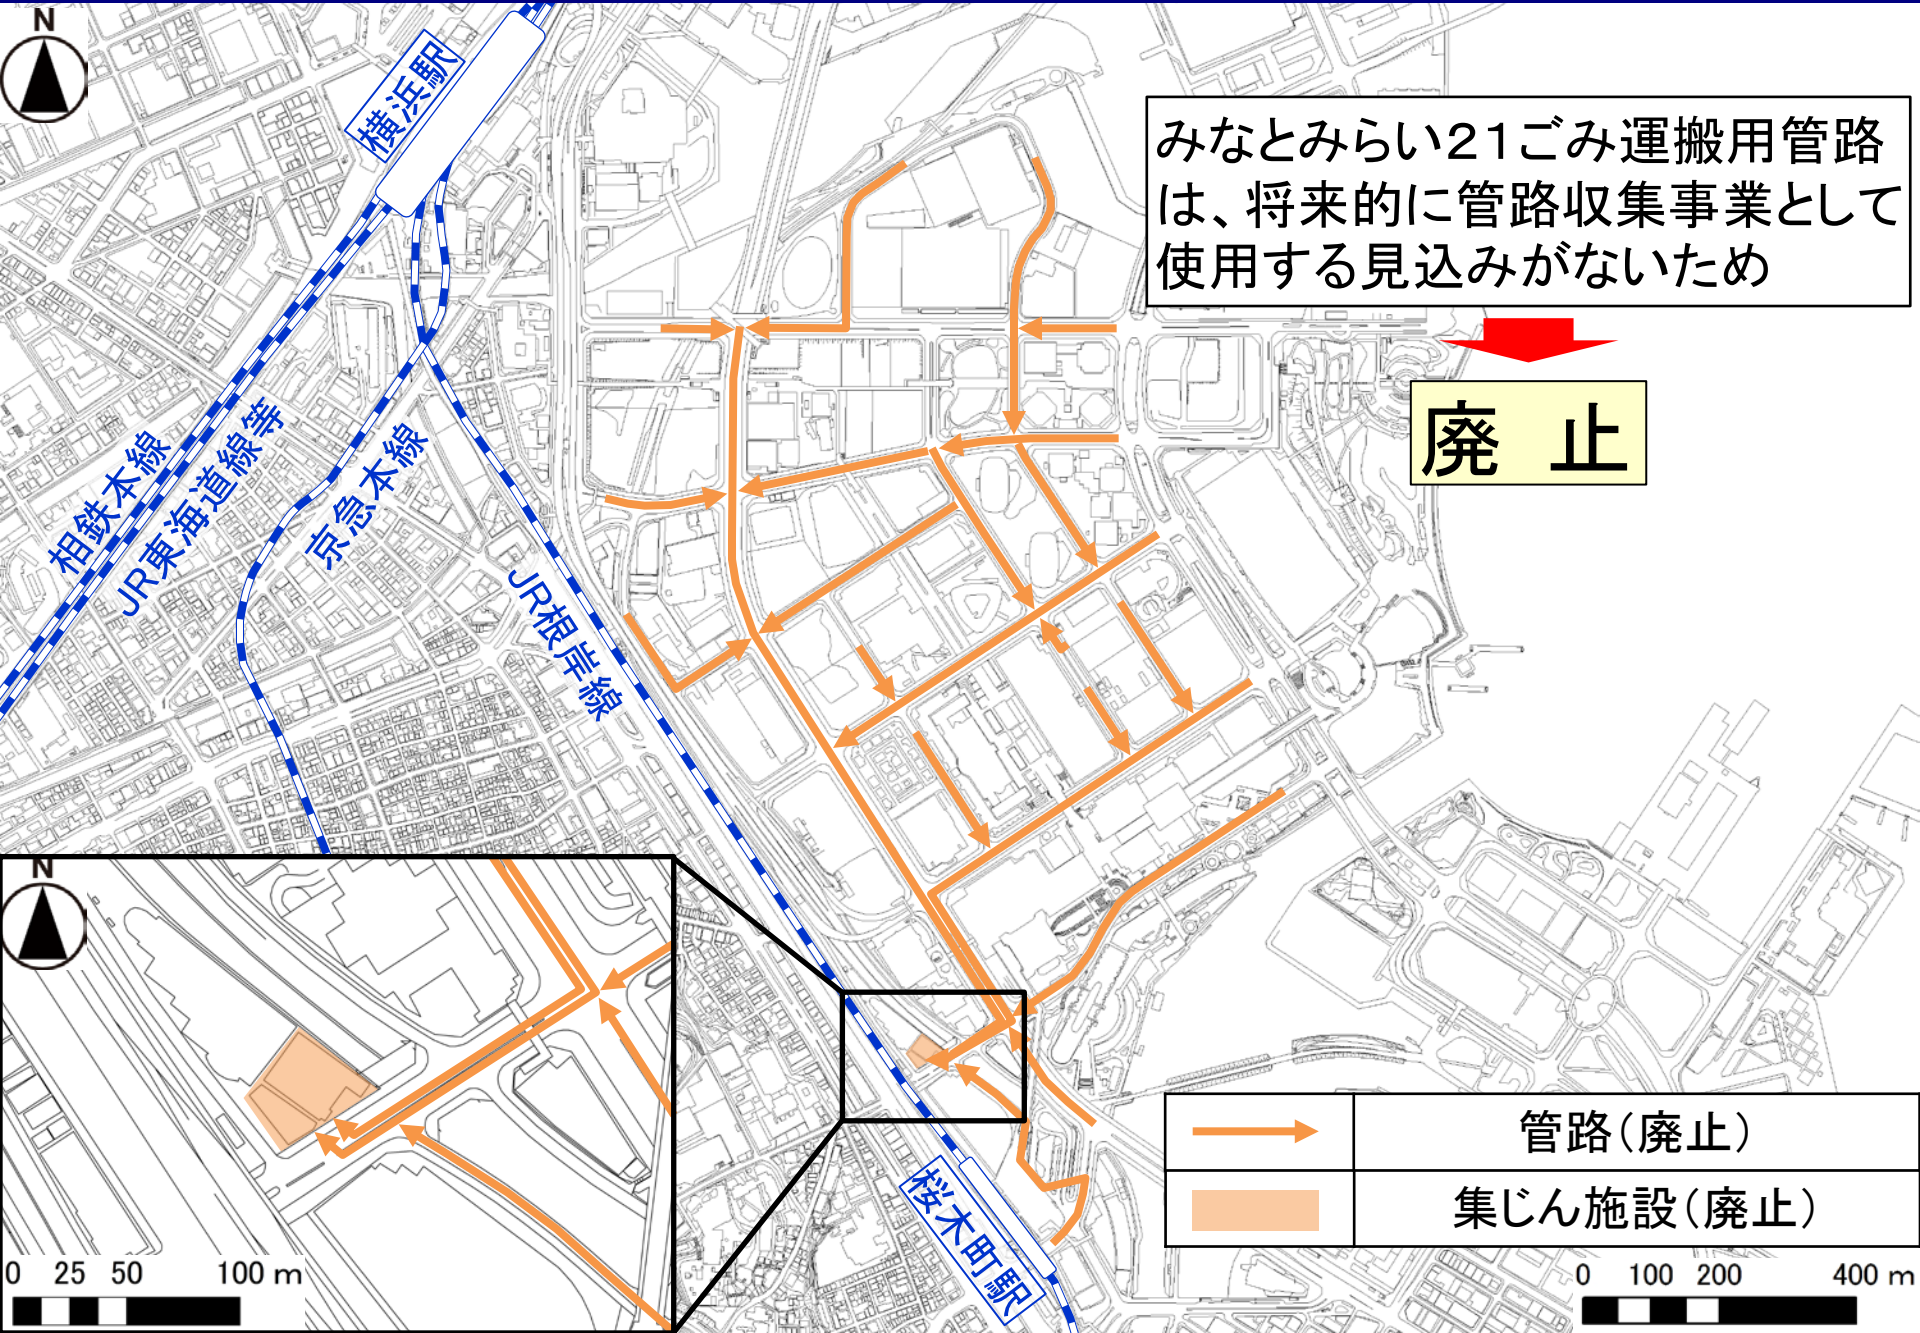 N
横浜駅
みなとみらい21ごみ運搬用管路
は、将来的に管路収集事業として
使用する見込みがないため
廃 止
相鉄本線
JR東海道線等
京急本線
JR根岸線
N
0 25 50 100 m
桜木町駅
管路(廃止)
集じん施設(廃止)
0 100 200 400 m